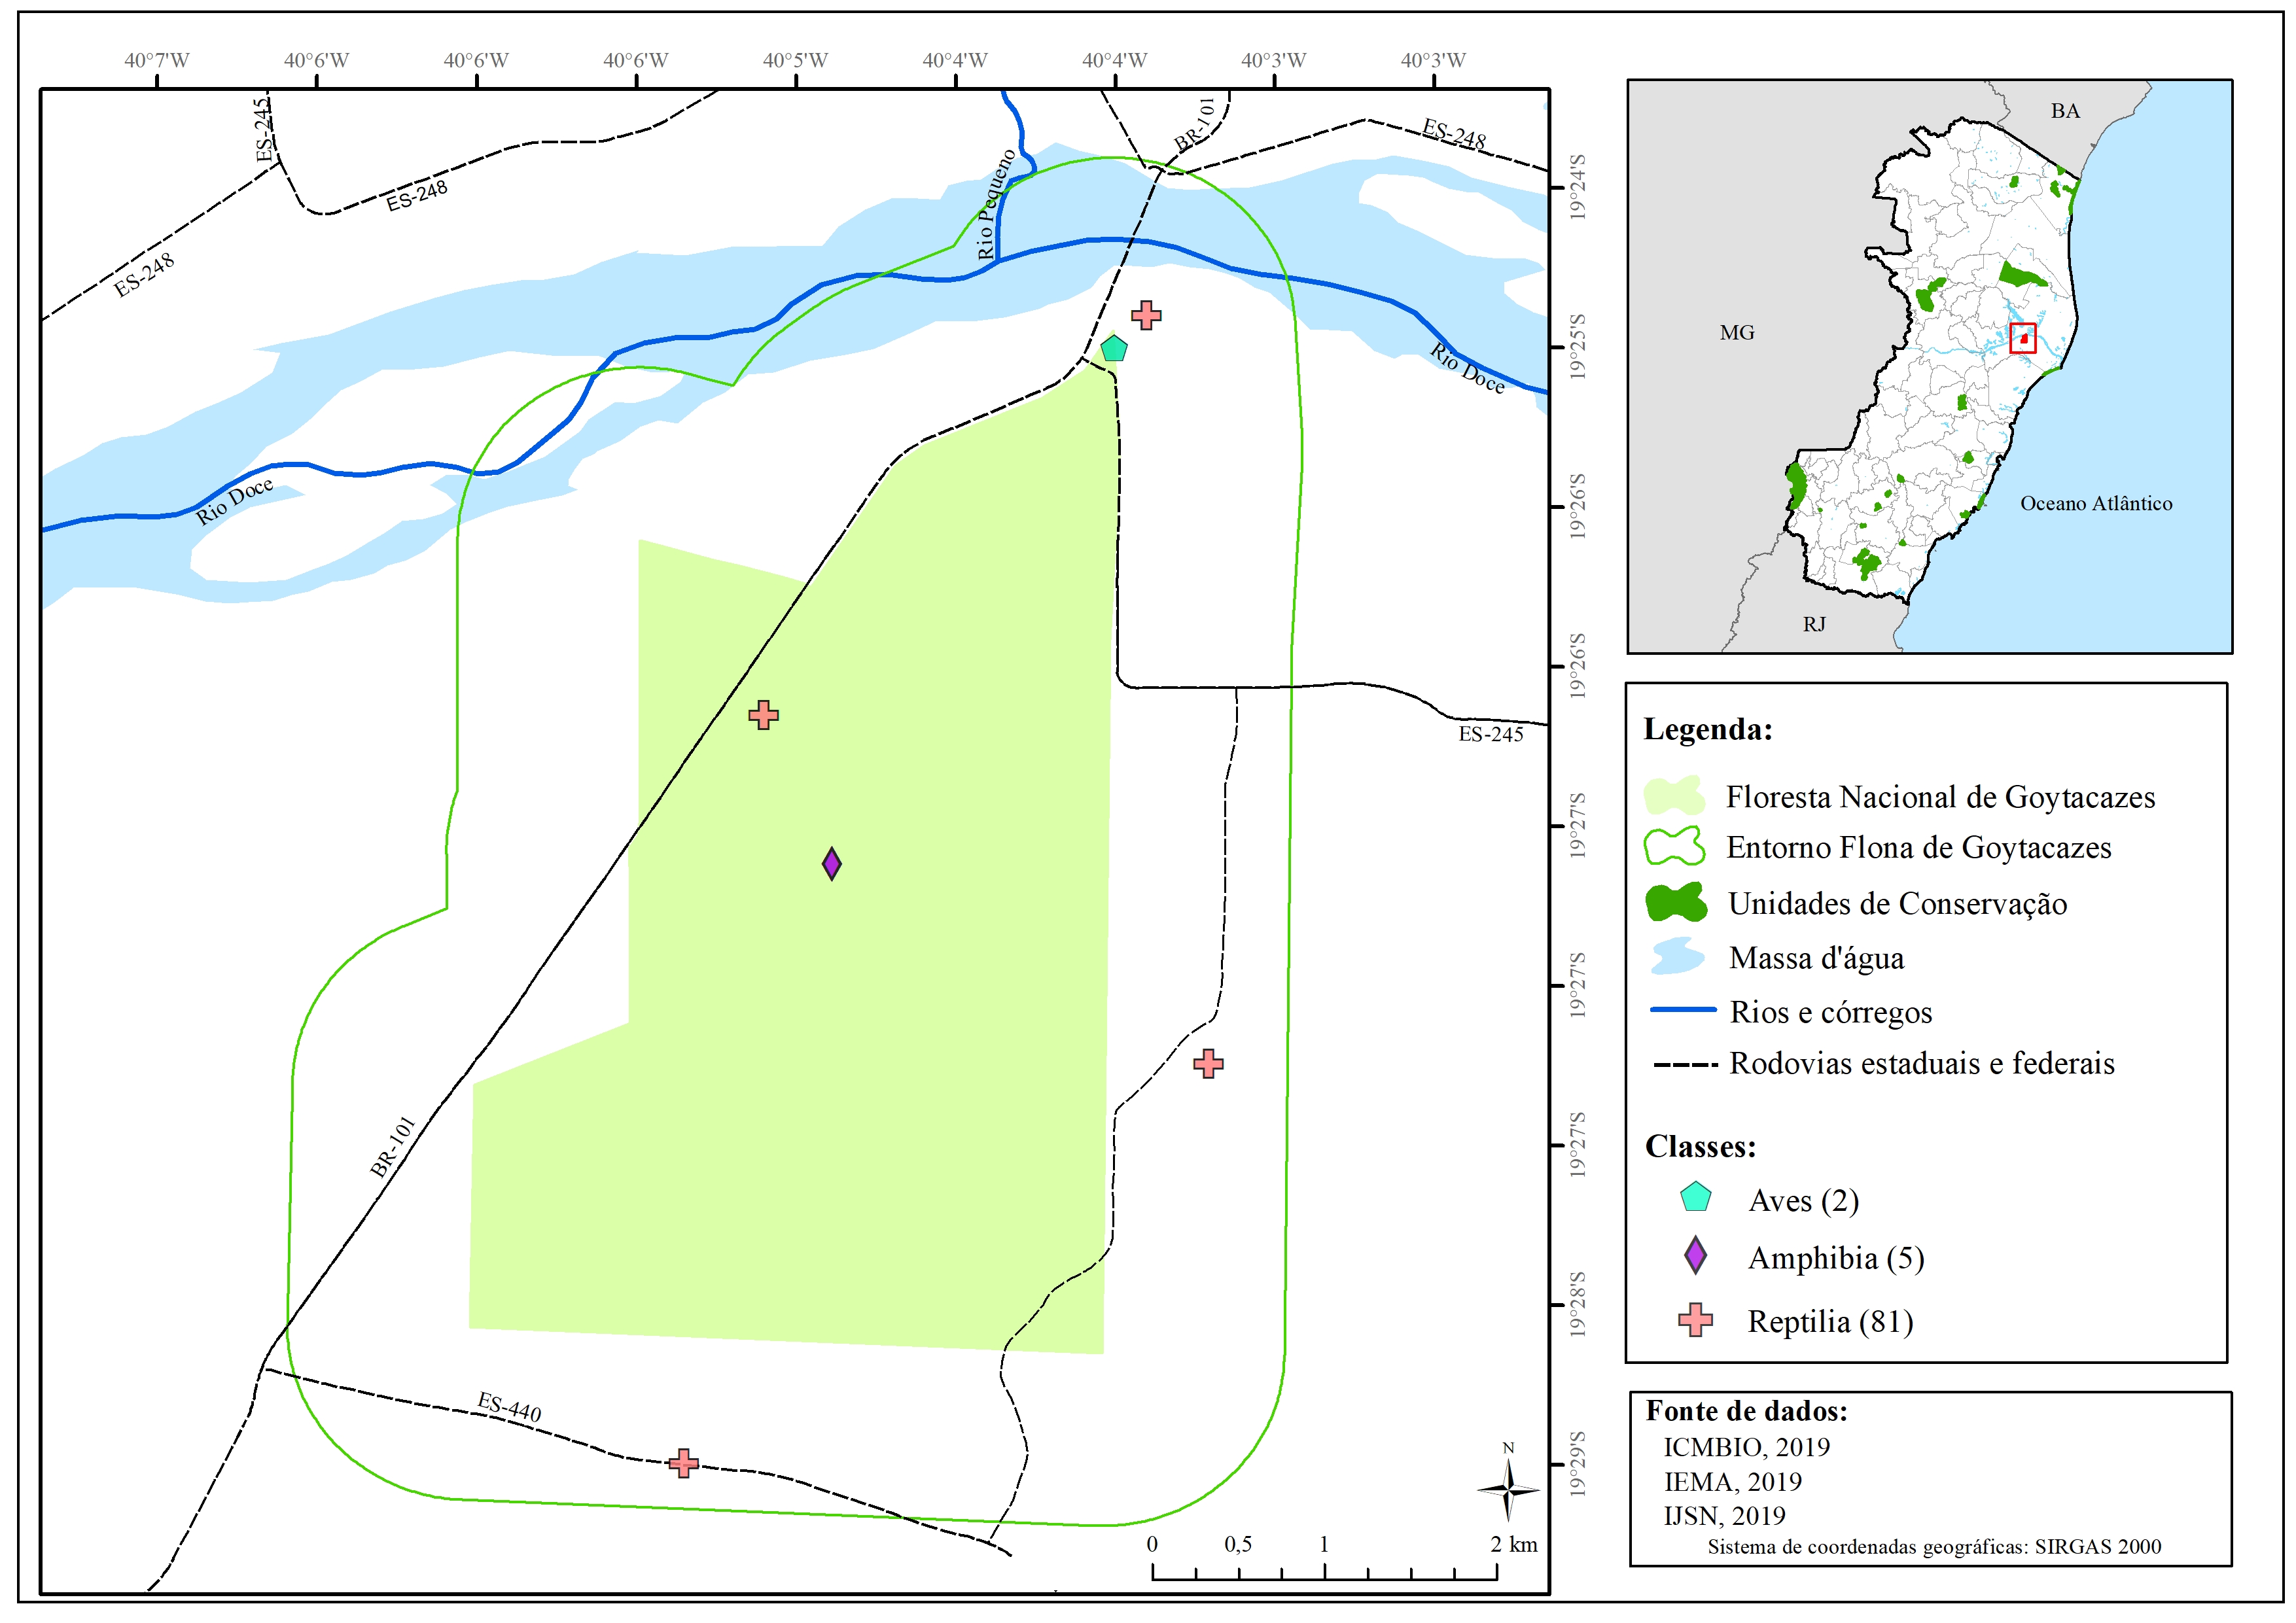 40°7'W
40°6'W
40°6'W
40°6'W
40°5'W
40°4'W
40°4'W
40°3'W
40°3'W
ES-245
ES-248
ES-248
Rio Pequeno
BR-101
ES-248
Rio Doce
Rio Doce
ES-245
BR-101
ES-440
19°24'S
19°25'S
19°26'S
19°26'S
19°27'S
19°27'S
19°27'S
19°28'S
19°29'S
N
0
0,5
1
2 km
BA
MG
Oceano Atlântico
RJ
Legenda:
Floresta Nacional de Goytacazes
Entorno Flona de Goytacazes
Unidades de Conservação
Massa d'água
Rios e córregos
Rodovias estaduais e federais
Classes:
Aves (2)
Amphibia (5)
Reptilia (81)
Fonte de dados:
ICMBIO, 2019
IEMA, 2019
IJSN, 2019
Sistema de coordenadas geográficas: SIRGAS 2000